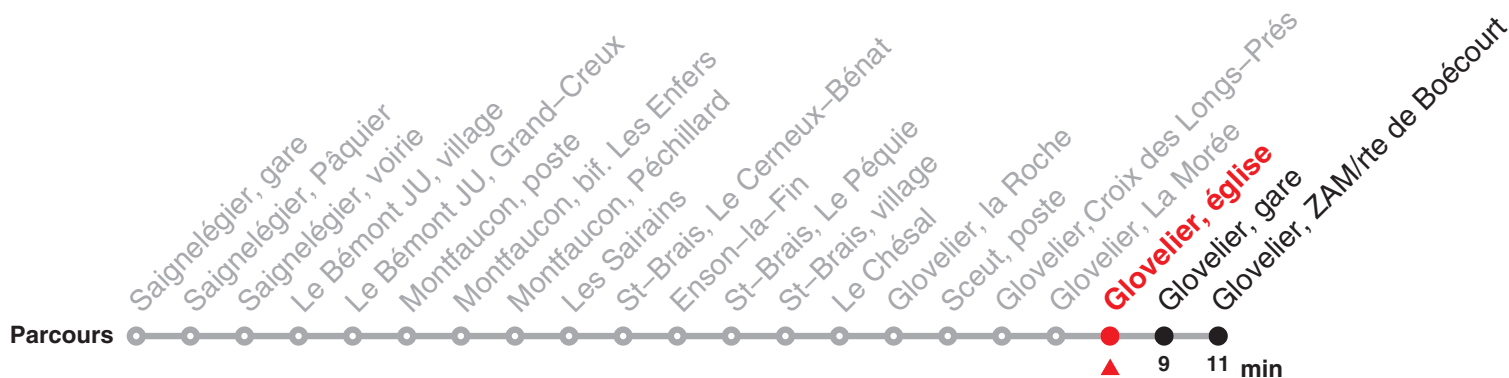 Saignelégier, gare
Saignelégier, Pâquier
Saignelégier, voirie
Le Bémont JU, village
Le Bémont JU, Grand–Creux
Montfaucon, poste
Montfaucon, bif. Les Enfers
Montfaucon, Péchillard
Les Sairains
St–Brais, Le Cerneux–Bénat
Enson–la–Fin
St–Brais, Le Péquie
St–Brais, village
Le Chésal
Glovelier, la Roche
Sceut, poste
Glovelier,Croix des Longs–Prés
Glovelier, La Morée
Glovelier, église
Glovelier, gare
Glovelier, ZAM/rte de Boécourt
Parcours
9 11 min